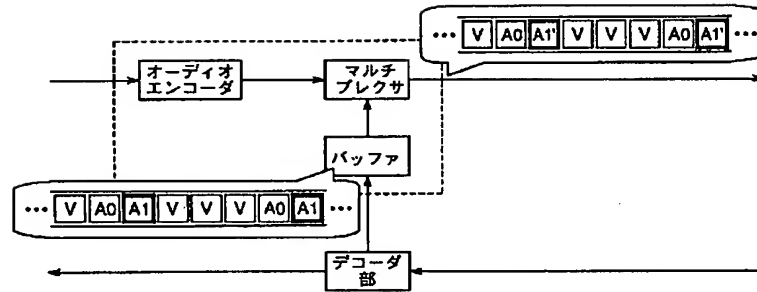 … V A0 A1' V V V A0 A1' …
オーディオ
エンコーダ
マルチ
プレクサ
バッファ
… V A0 A1 V V V A0 A1 …
デコーダ
部